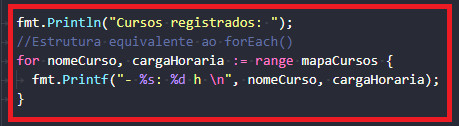 fmt.Println("Cursos registrados: ");
//Estrutura equivalente ao forEach()
for nomeCurso, cargaHoraria := range mapaCursos {
fmt.Printf("- %s: %d h \n", nomeCurso, cargaHoraria);
}